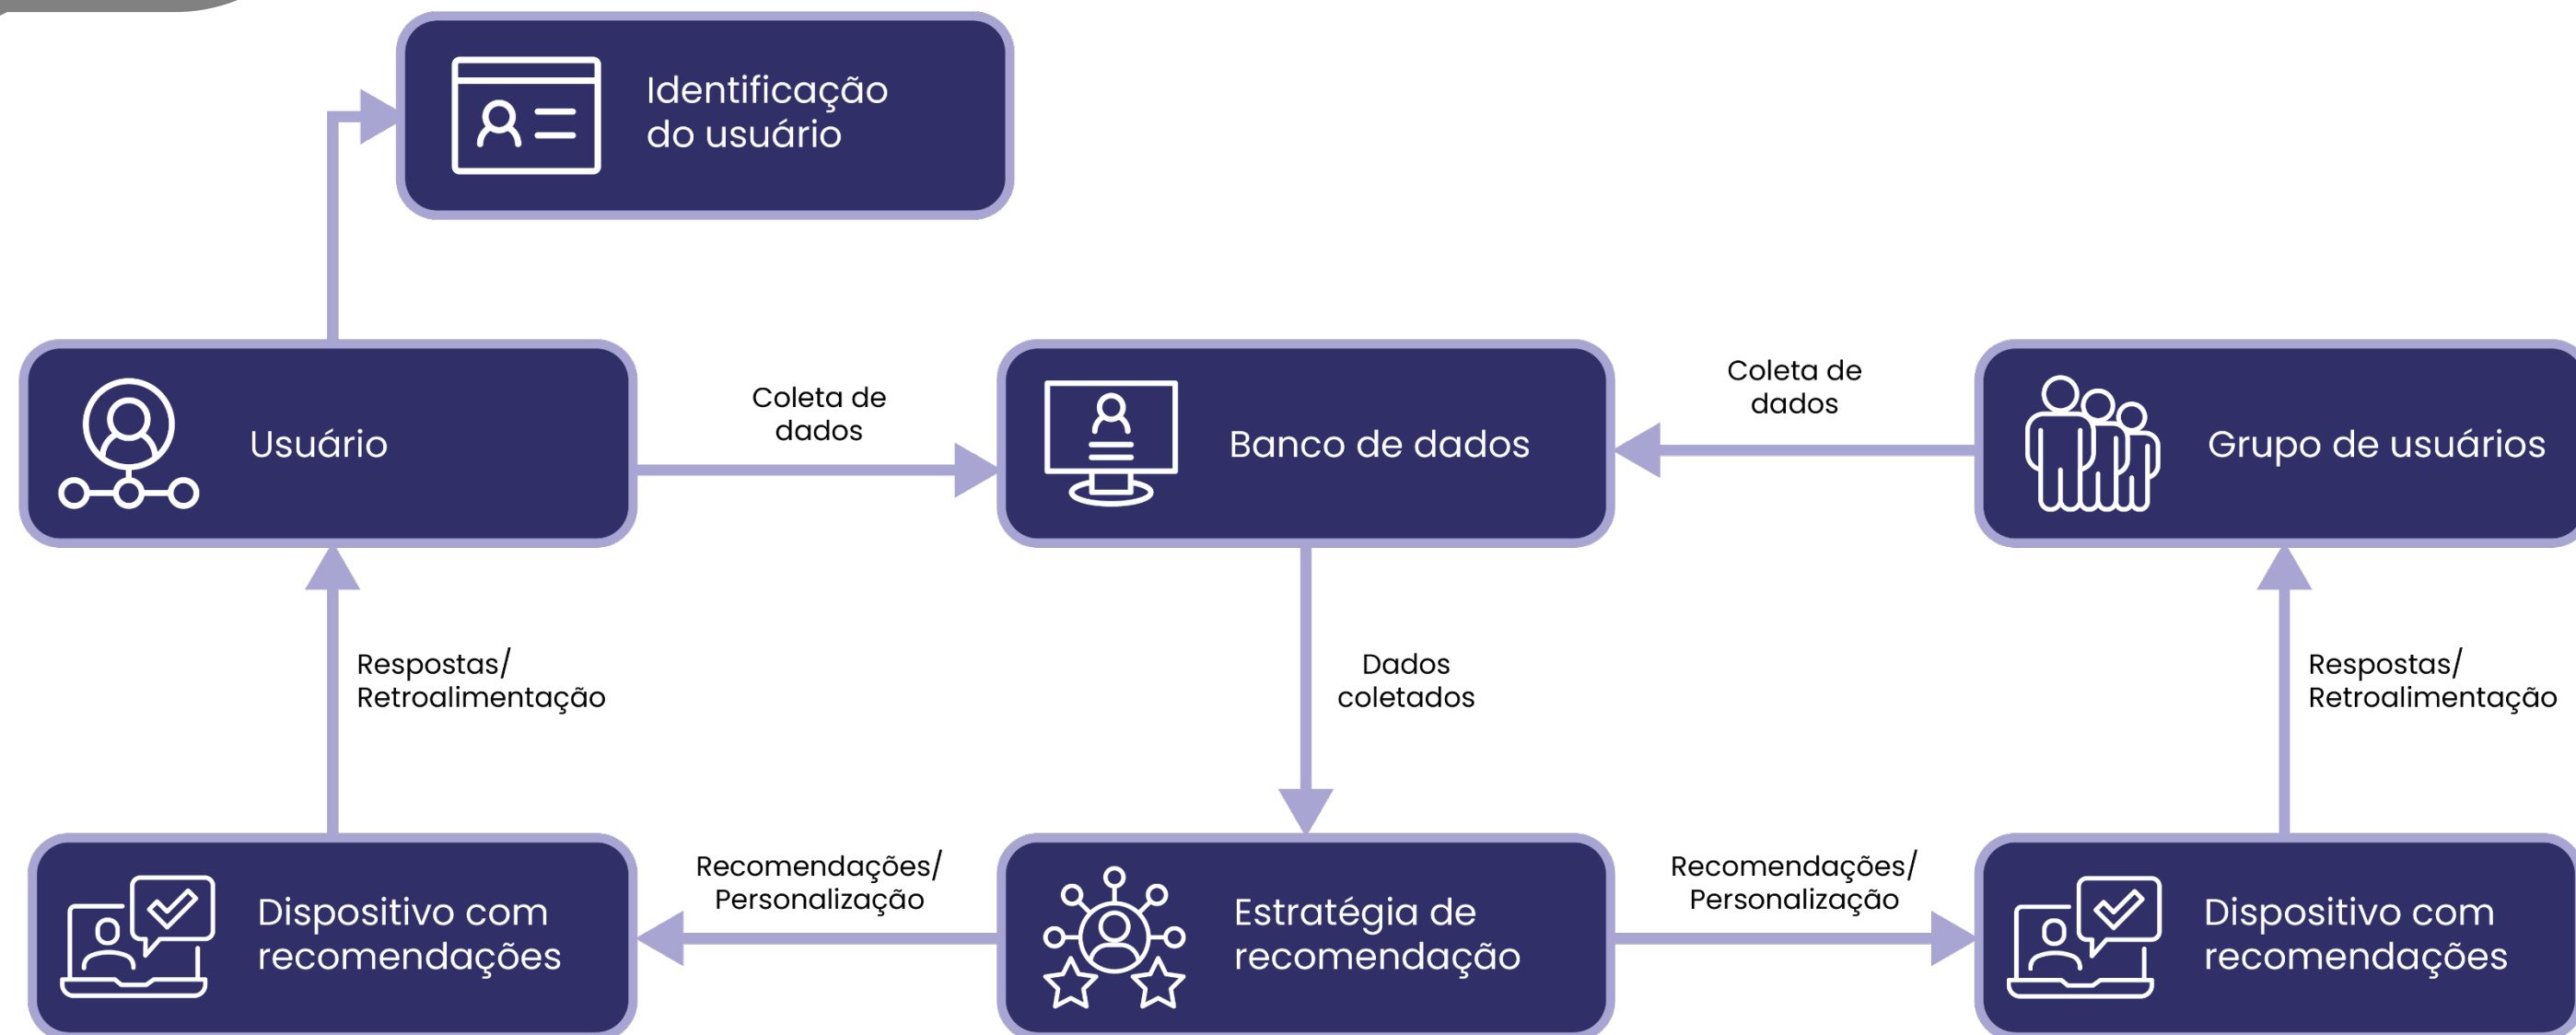 Identificação
do usuário
Usuário
Coleta de
dados
Banco de dados
Coleta de
dados
Grupo de usuários
Respostas/
Retroalimentação
Dados
coletados
Respostas/
Retroalimentação
Dispositivo com
recomendações
Recomendações/
Personalização
Estratégia de
recomendação
Recomendações/
Personalização
Dispositivo com
recomendações